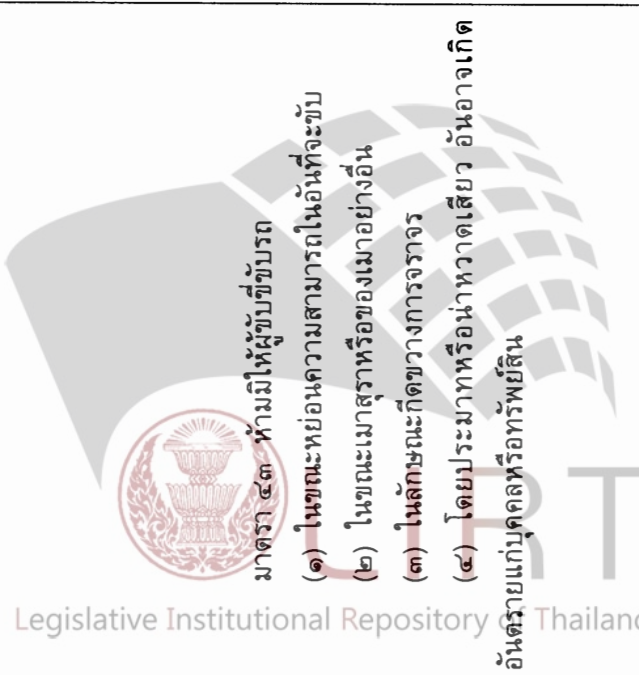 มาตรา ๔๓ ห้ามมิให้ผู้ขับขี่ขับรถ
(๑) ในขณะหย่อนความสามารถในอันที่จะขับ
(๒) ในขณะเมาสุราหรือของเมาอย่างอื่น
(๓) ในลักษณะกีดขวางการจราจร
(๔) โดยประมาทหรือน่าหวาดเสียว อันอาจเกิด
อันตรายแก่บุคคลหรือทรัพย์สิน
LIRT
Legislative Institutional Repository of Thailand